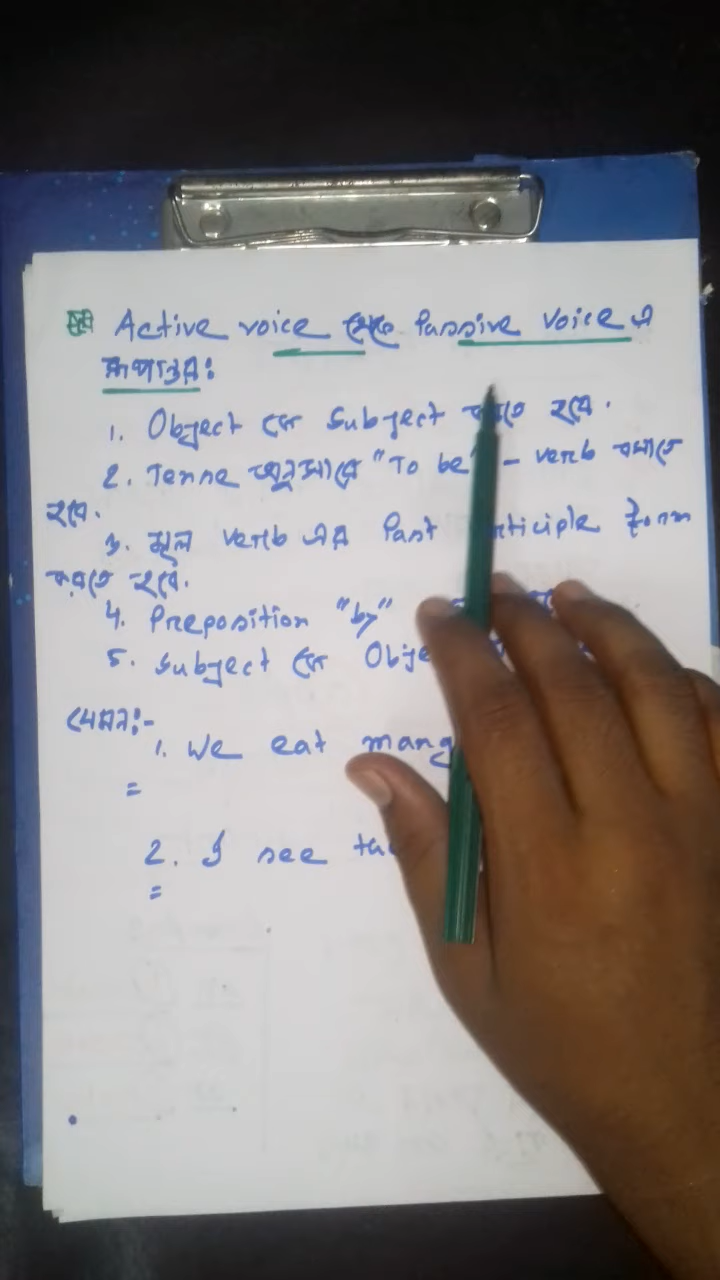 Active voice থেকে Passive Voice এ
রূপান্তর:
1. Object কে Subject করতে হবে.
2. Tense অনুসারে "To be" - verb বসাতে
হবে.
3. মূল verb এর Past participle form
করতে হবে.
4. Preposition "by"
5. Subject কে
যেমন:-
1. We eat
=
2. I see
=